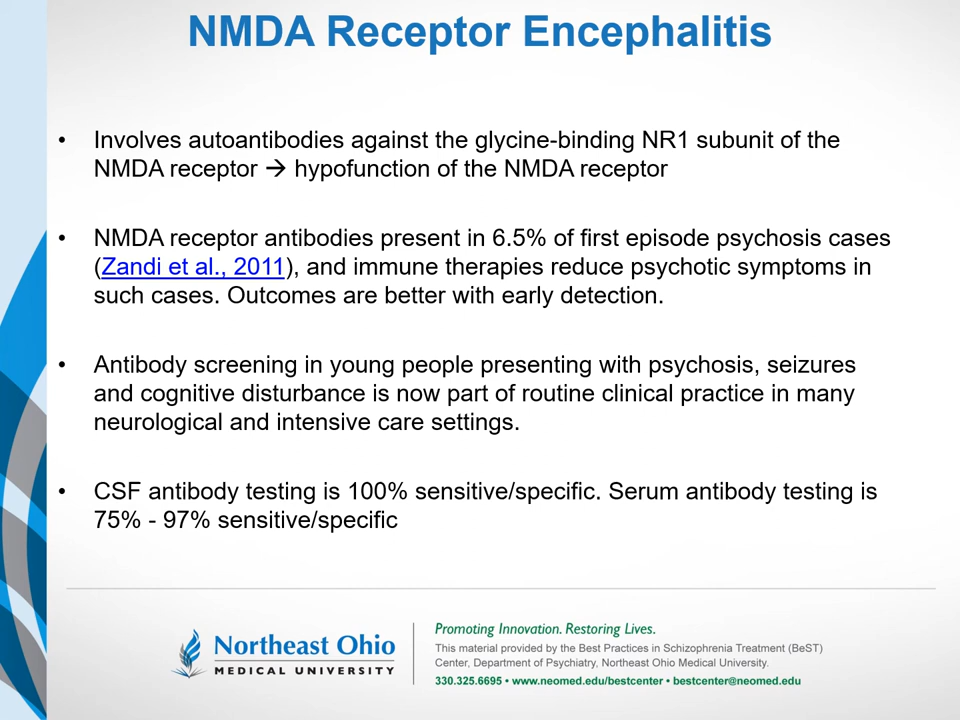 NMDA Receptor Encephalitis
• Involves autoantibodies against the glycine-binding NR1 subunit of the
NMDA receptor → hypofunction of the NMDA receptor
• NMDA receptor antibodies present in 6.5% of first episode psychosis cases
(Zandi et al., 2011), and immune therapies reduce psychotic symptoms in
such cases. Outcomes are better with early detection.
• Antibody screening in young people presenting with psychosis, seizures
and cognitive disturbance is now part of routine clinical practice in many
neurological and intensive care settings.
• CSF antibody testing is 100% sensitive/specific. Serum antibody testing is
75% - 97% sensitive/specific
Northeast Ohio
MEDICAL UNIVERSITY
Promoting Innovation. Restoring Lives.
This material provided by the Best Practices in Schizophrenia Treatment (BeST)
Center, Department of Psychiatry, Northeast Ohio Medical University.
330.325.6695 • www.neomed.edu/bestcenter • bestcenter@neomed.edu